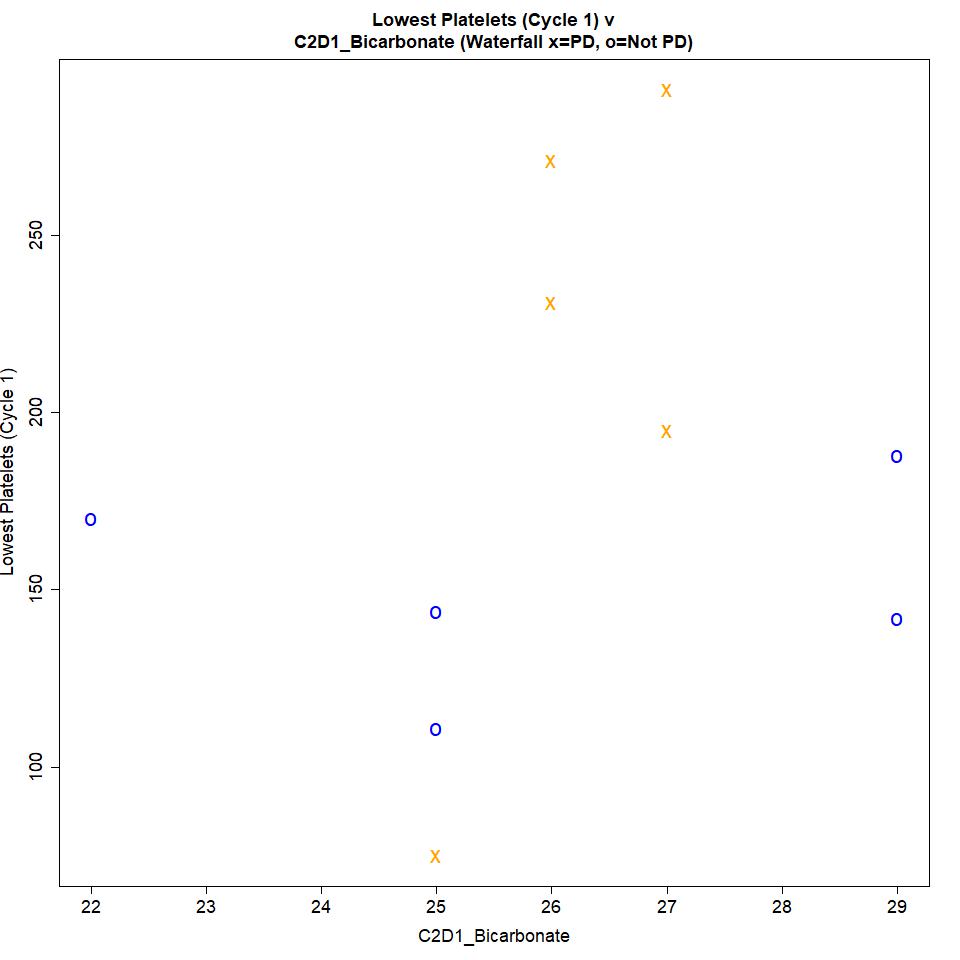 Lowest Platelets (Cycle 1) v
C2D1_Bicarbonate (Waterfall x=PD, o=Not PD)
Lowest Platelets (Cycle 1)
250
200
150
100
x
x
x
x
o
o
o
o
o
x
22 23 24 25 26 27 28 29
C2D1_Bicarbonate